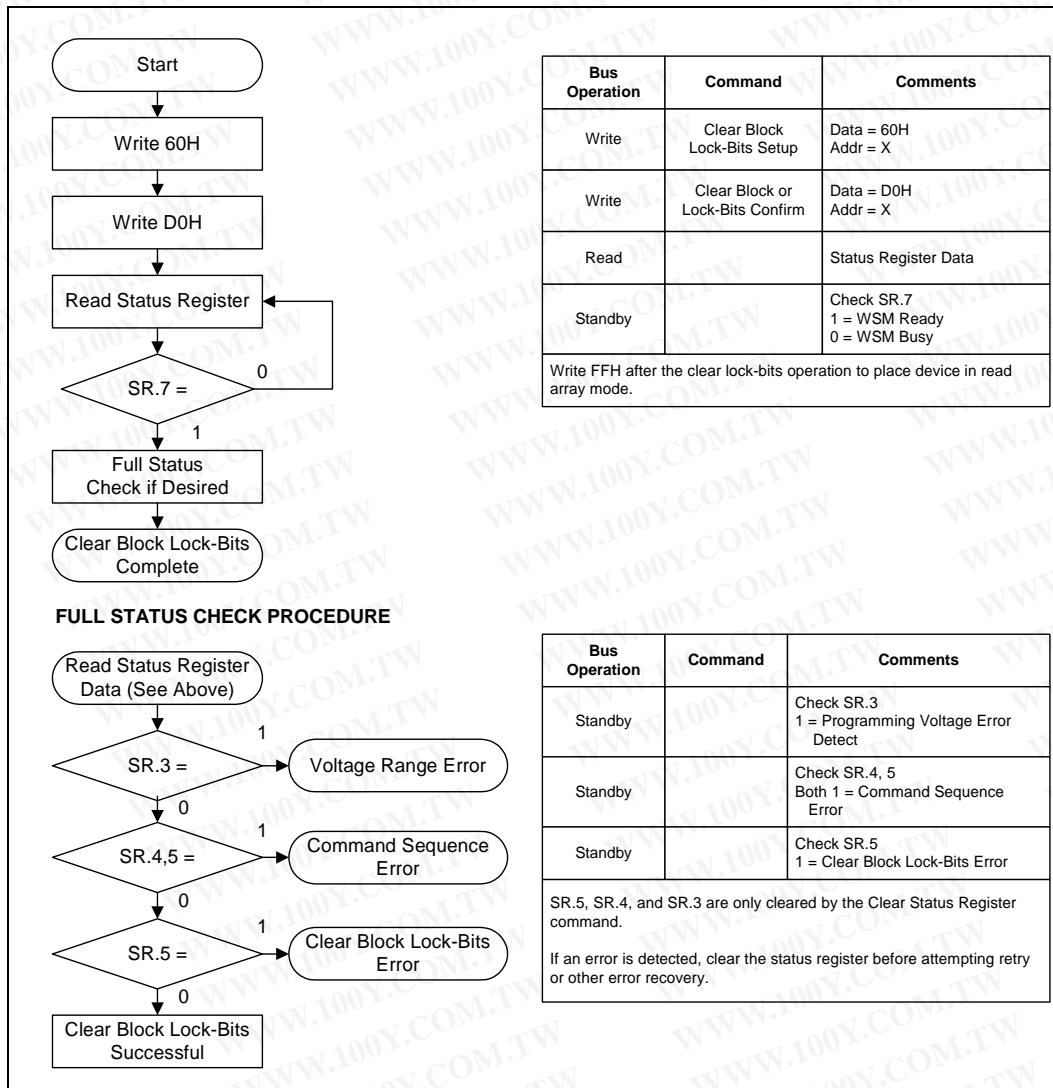 Start
Write 60H
Write D0H
Read Status Register
SR.7 =
0
1
Full Status
Check if Desired
Clear Block Lock-Bits
Complete
Bus
Operation
Command
Comments
Write
Clear Block
Lock-Bits Setup
Data = 60H
Addr = X
Write
Clear Block or
Lock-Bits Confirm
Data = D0H
Addr = X
Read
Status Register Data
Standby
Check SR.7
1 = WSM Ready
0 = WSM Busy
Write FFH after the clear lock-bits operation to place device in read
array mode.
FULL STATUS CHECK PROCEDURE
Read Status Register
Data (See Above)
SR.3 =
1
Voltage Range Error
0
SR.4,5 =
1
Command Sequence
Error
0
SR.5 =
1
Clear Block Lock-Bits
Error
0
Clear Block Lock-Bits
Successful
Bus
Operation
Command
Comments
Standby
Check SR.3
1 = Programming Voltage Error
Detect
Standby
Check SR.4, 5
Both 1 = Command Sequence
Error
Standby
Check SR.5
1 = Clear Block Lock-Bits Error
SR.5, SR.4, and SR.3 are only cleared by the Clear Status Register
command.
If an error is detected, clear the status register before attempting retry
or other error recovery.
WWW.100Y.COM.TW